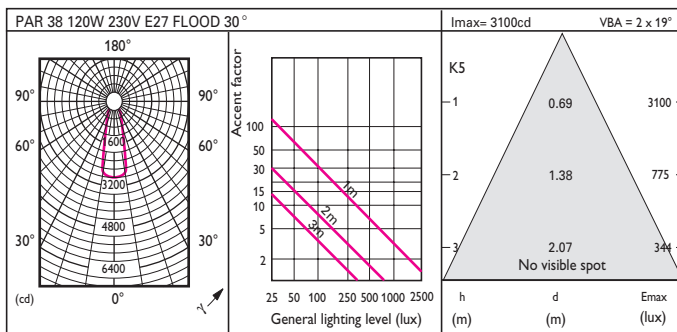 PAR 38 120W 230V E27 FLOOD 30°
Imax= 3100cd VBA = 2 x 19°
180°
90° 90°
60° 60°
30° 30°
0°
1600
3200
4800
6400
(cd)
γ
Accent factor
100
50
30
15
10
5
2
1m
2m
3m
25 50 100 250 500 1000 2500
General lighting level (lux)
K5
1 0.69 3100
2 1.38 775
3 2.07 344
No visible spot
h d Emax
(m) (m) (lux)